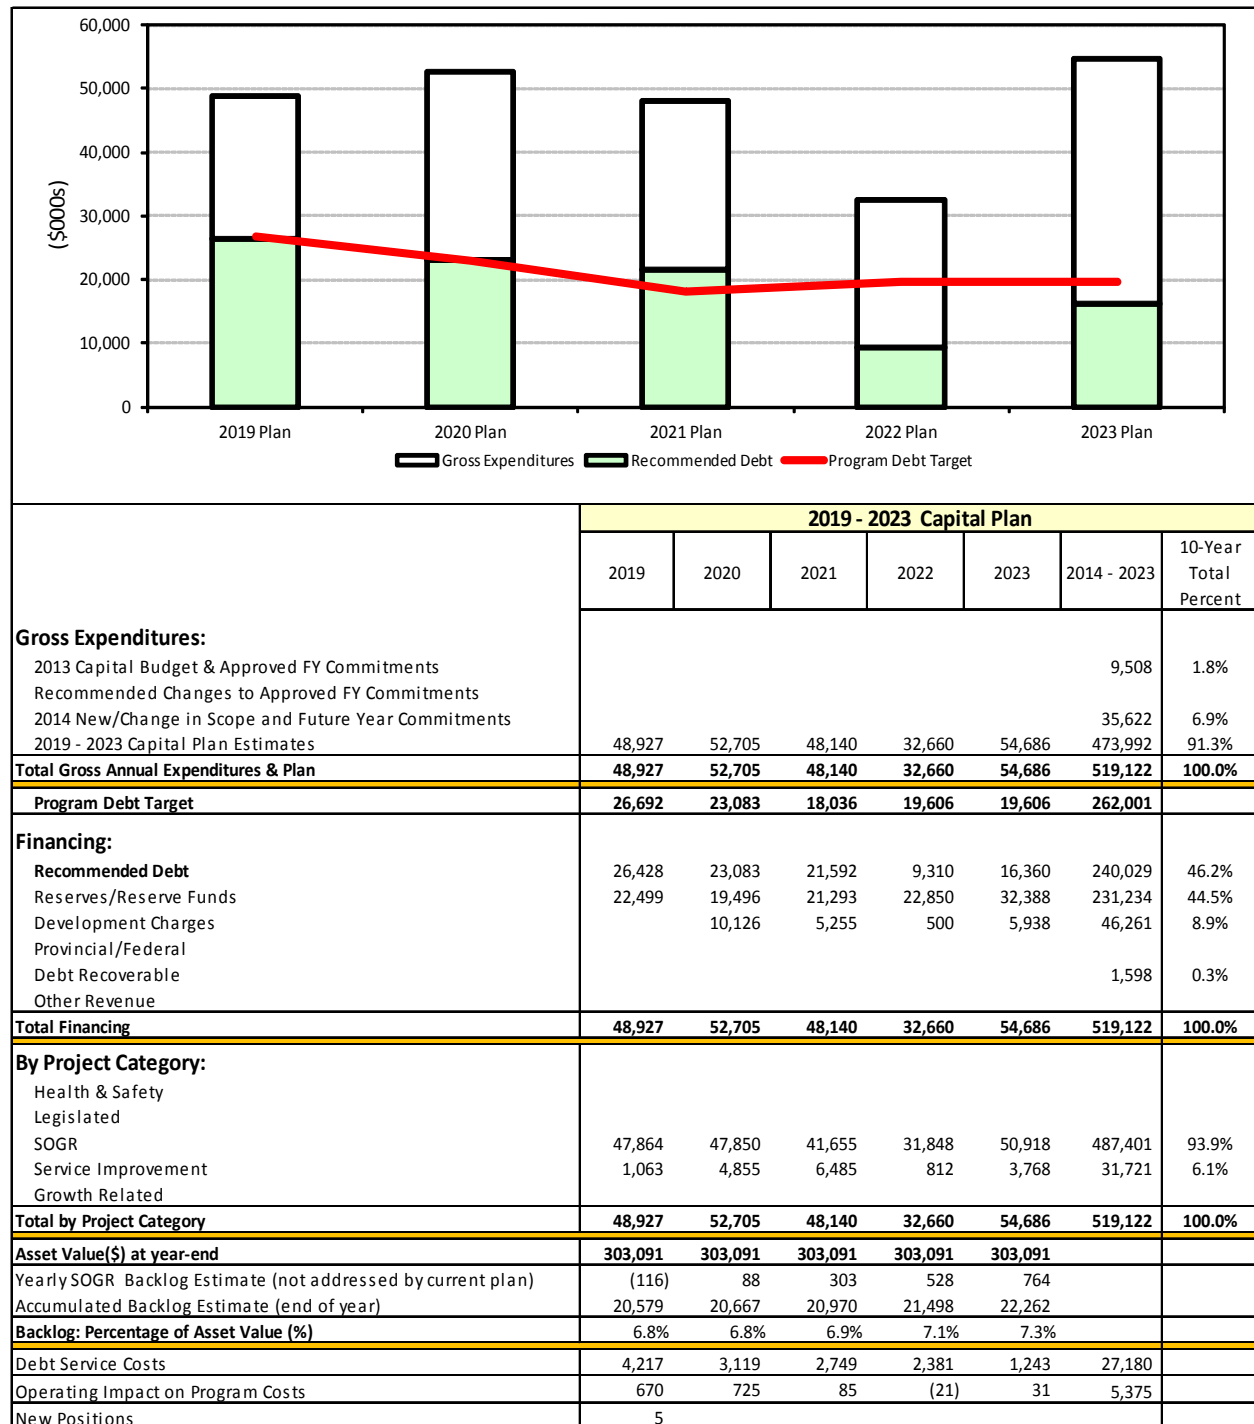 60,000
50,000
40,000
30,000
20,000
10,000
0
($000s)
2019 Plan 2020 Plan 2021 Plan 2022 Plan 2023 Plan
Gross Expenditures Recommended Debt Program Debt Target
2019 - 2023 Capital Plan
2019 2020 2021 2022 2023 2014 - 2023 10-Year Total Percent
Gross Expenditures:
2013 Capital Budget & Approved FY Commitments 9,508 1.8%
Recommended Changes to Approved FY Commitments
2014 New/Change in Scope and Future Year Commitments 35,622 6.9%
2019 - 2023 Capital Plan Estimates 48,927 52,705 48,140 32,660 54,686 473,992 91.3%
Total Gross Annual Expenditures & Plan 48,927 52,705 48,140 32,660 54,686 519,122 100.0%
Program Debt Target 26,692 23,083 18,036 19,606 19,606 262,001
Financing:
Recommended Debt 26,428 23,083 21,592 9,310 16,360 240,029 46.2%
Reserves/Reserve Funds 22,499 19,496 21,293 22,850 32,388 231,234 44.5%
Development Charges 10,126 5,255 500 5,938 46,261 8.9%
Provincial/Federal
Debt Recoverable 1,598 0.3%
Other Revenue
Total Financing 48,927 52,705 48,140 32,660 54,686 519,122 100.0%
By Project Category:
Health & Safety
Legislated
SOGR 47,864 47,850 41,655 31,848 50,918 487,401 93.9%
Service Improvement 1,063 4,855 6,485 812 3,768 31,721 6.1%
Growth Related
Total by Project Category 48,927 52,705 48,140 32,660 54,686 519,122 100.0%
Asset Value($) at year-end 303,091 303,091 303,091 303,091 303,091
Yearly SOGR Backlog Estimate (not addressed by current plan) (116) 88 303 528 764
Accumulated Backlog Estimate (end of year) 20,579 20,667 20,970 21,498 22,262
Backlog: Percentage of Asset Value (%) 6.8% 6.8% 6.9% 7.1% 7.3%
Debt Service Costs 4,217 3,119 2,749 2,381 1,243 27,180
Operating Impact on Program Costs 670 725 85 (21) 31 5,375
New Positions 5